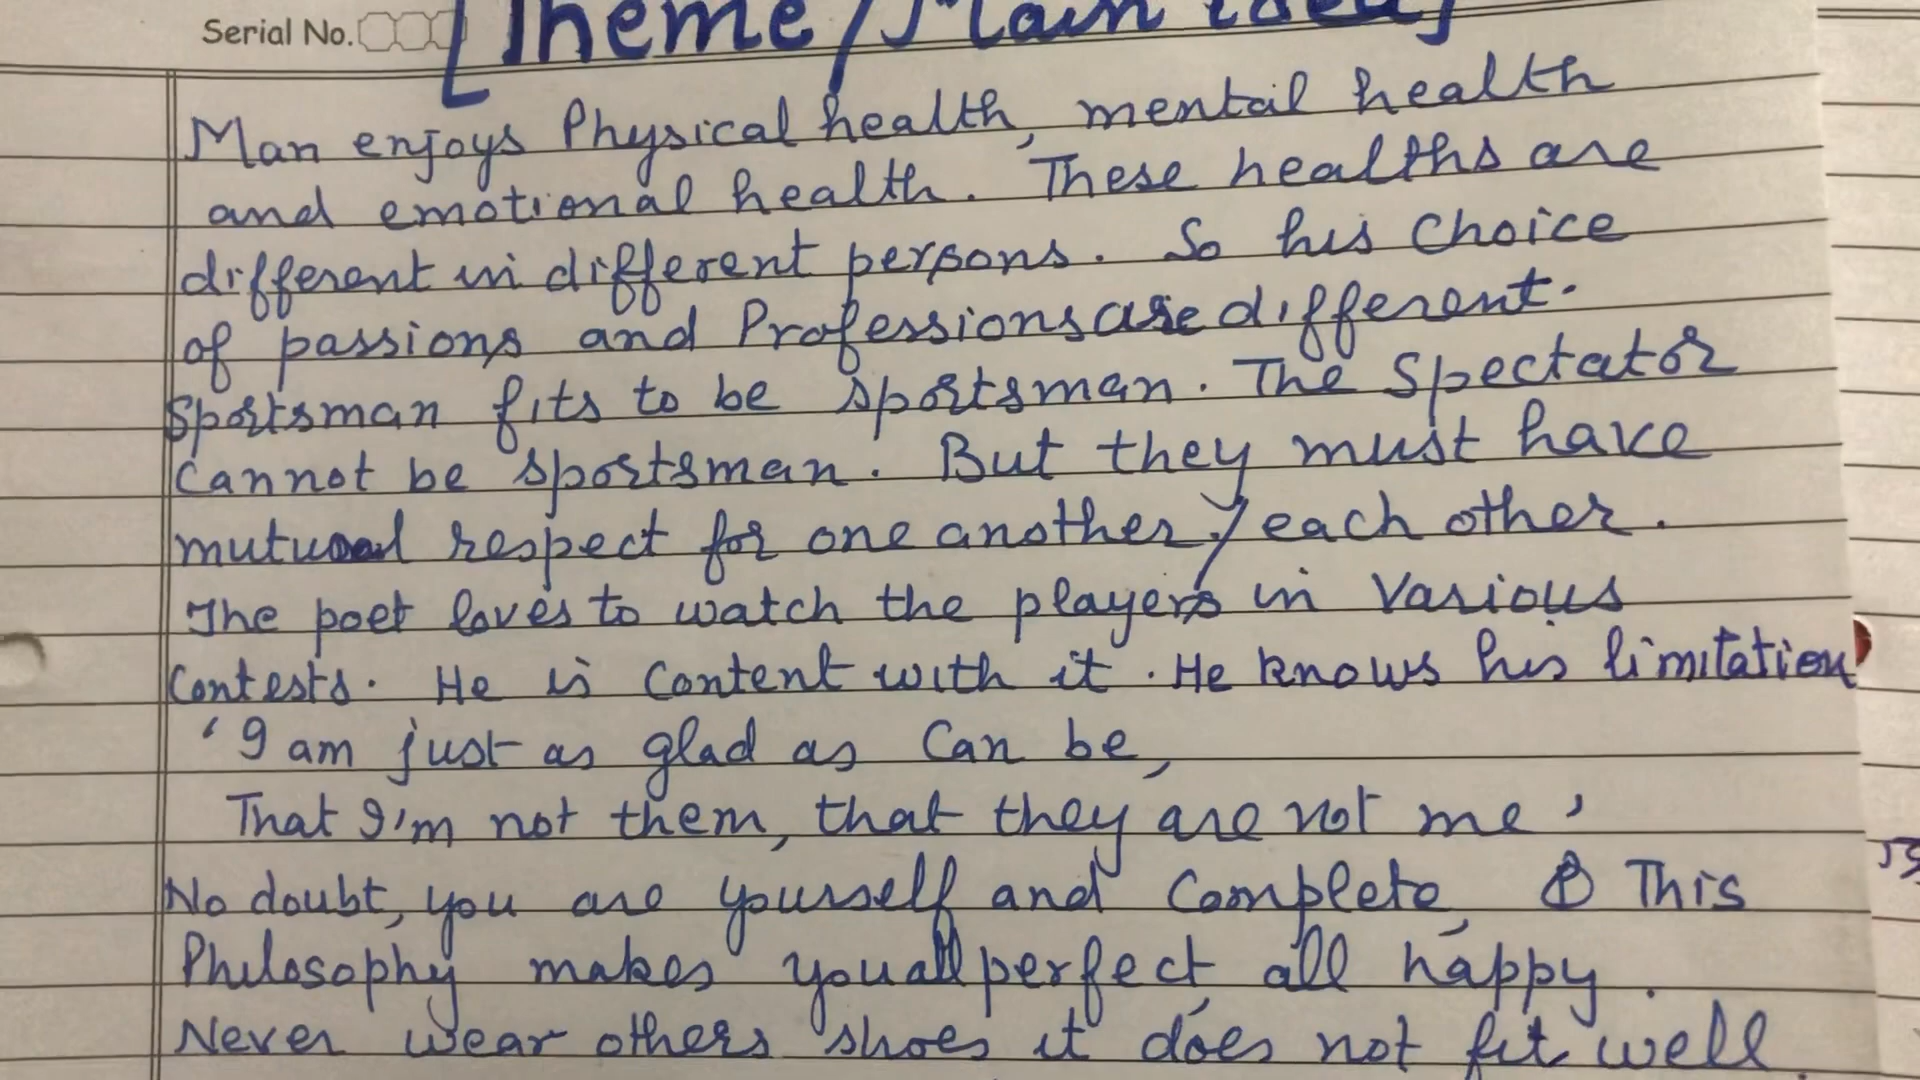 Serial No.
[Theme/Main idea]
Man enjoys Physical health, mental health
and emotional health. These healths are
different in different persons. So his Choice
of passions and Professions are different.
Sportsman fits to be sportsman. The Spectator
Cannot be sportsman. But they must have
mutual respect for one another / each other.
The poet loves to watch the players in Various
Contests. He is Content with it. He knows his limitation
'I am just as glad as Can be,
That I'm not them, that they are not me'
No doubt, you are yourself and Complete, This
Philosophy makes you all perfect, all happy.
Never wear others' shoes, it does not fit well.